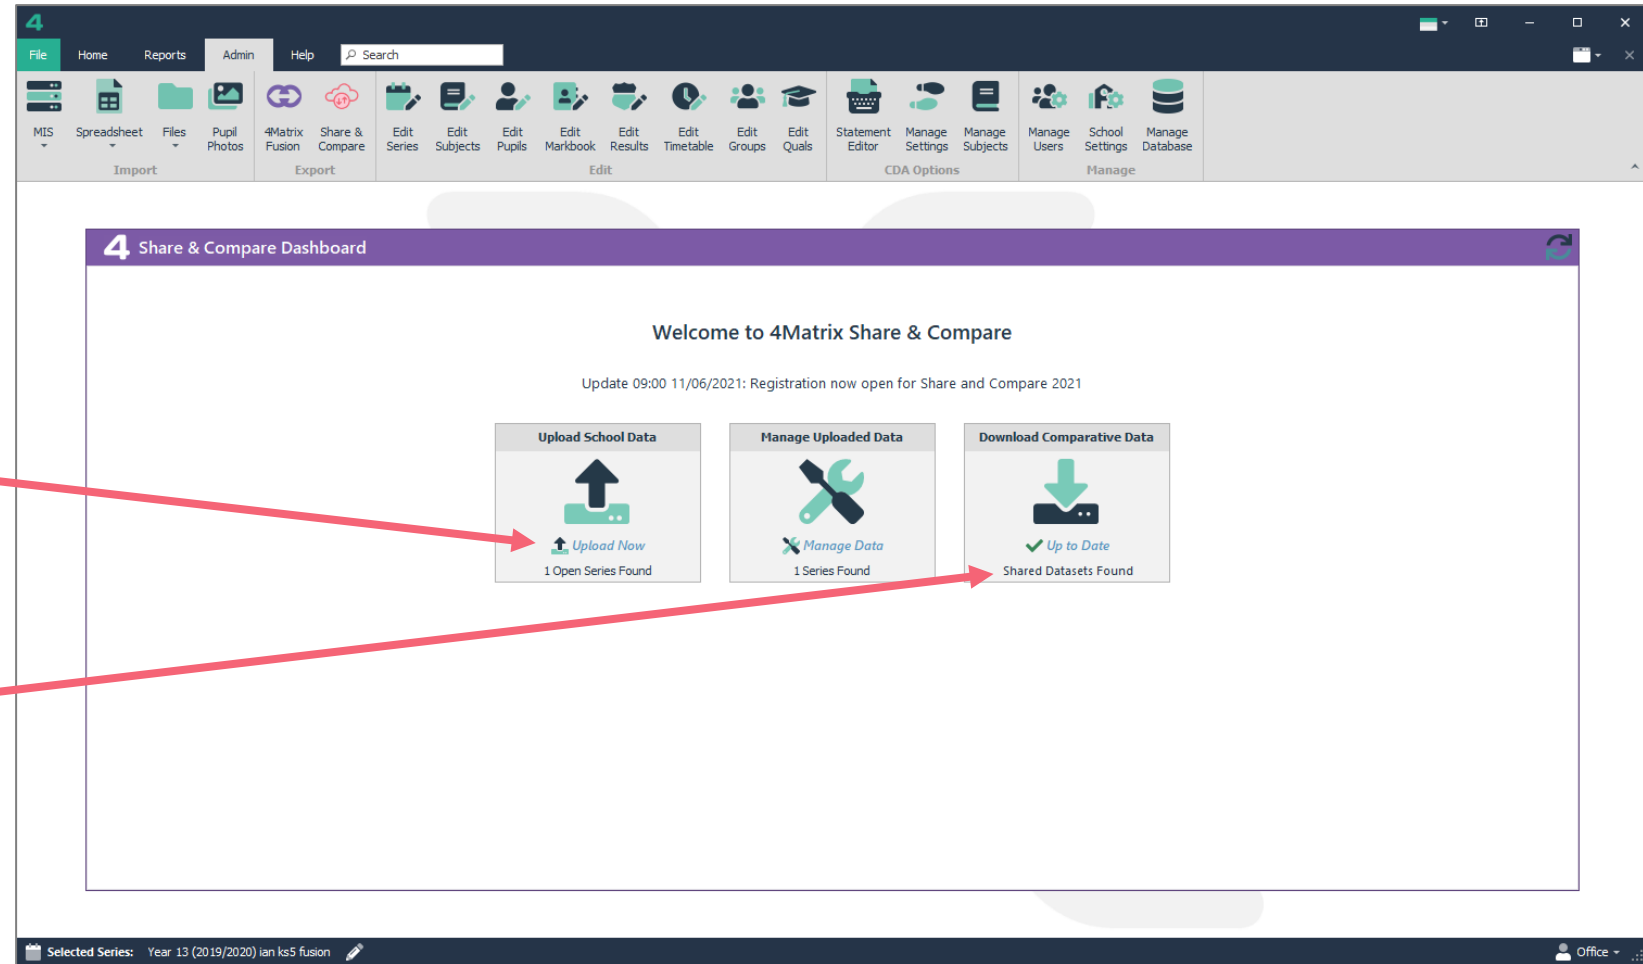 4
File Home Reports Admin Help Search
MIS Spreadsheet Files Pupil Photos 4Matrix Fusion Share & Compare Edit Series Edit Subjects Edit Pupils Edit Markbook Edit Results Edit Timetable Edit Groups Edit Quals Statement Editor Manage Settings Manage Subjects Manage Users School Settings Manage Database
Import Export Edit CDA Options Manage
4 Share & Compare Dashboard
Welcome to 4Matrix Share & Compare
Update 09:00 11/06/2021: Registration now open for Share and Compare 2021
Upload School Data Manage Uploaded Data Download Comparative Data
Upload Now Manage Data Up to Date
1 Open Series Found 1 Series Found Shared Datasets Found
Selected Series: Year 13 (2019/2020) ian ks5 fusion Office